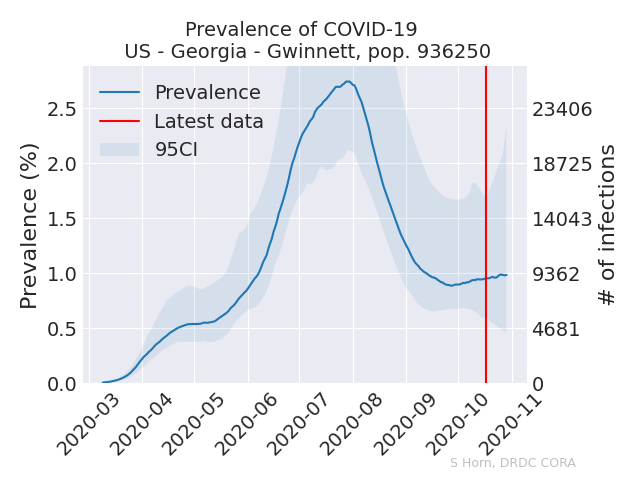 Prevalence of COVID-19
US - Georgia - Gwinnett, pop. 936250
Prevalence
Latest data
95CI
Prevalence (%)
2.5
2.0
1.5
1.0
0.5
0.0
23406
18725
14043
9362
4681
0
# of infections
2020-03
2020-04
2020-05
2020-06
2020-07
2020-08
2020-09
2020-10
2020-11
S Horn, DRDC CORA